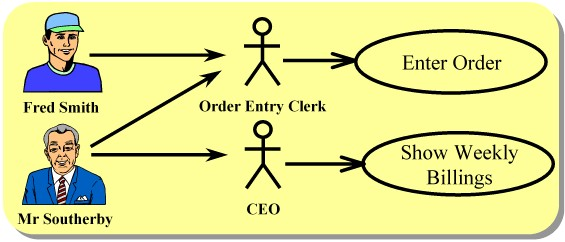 Enter Order
Fred Smith
Order Entry Clerk
Show Weekly
Billings
Mr Southerby
CEO